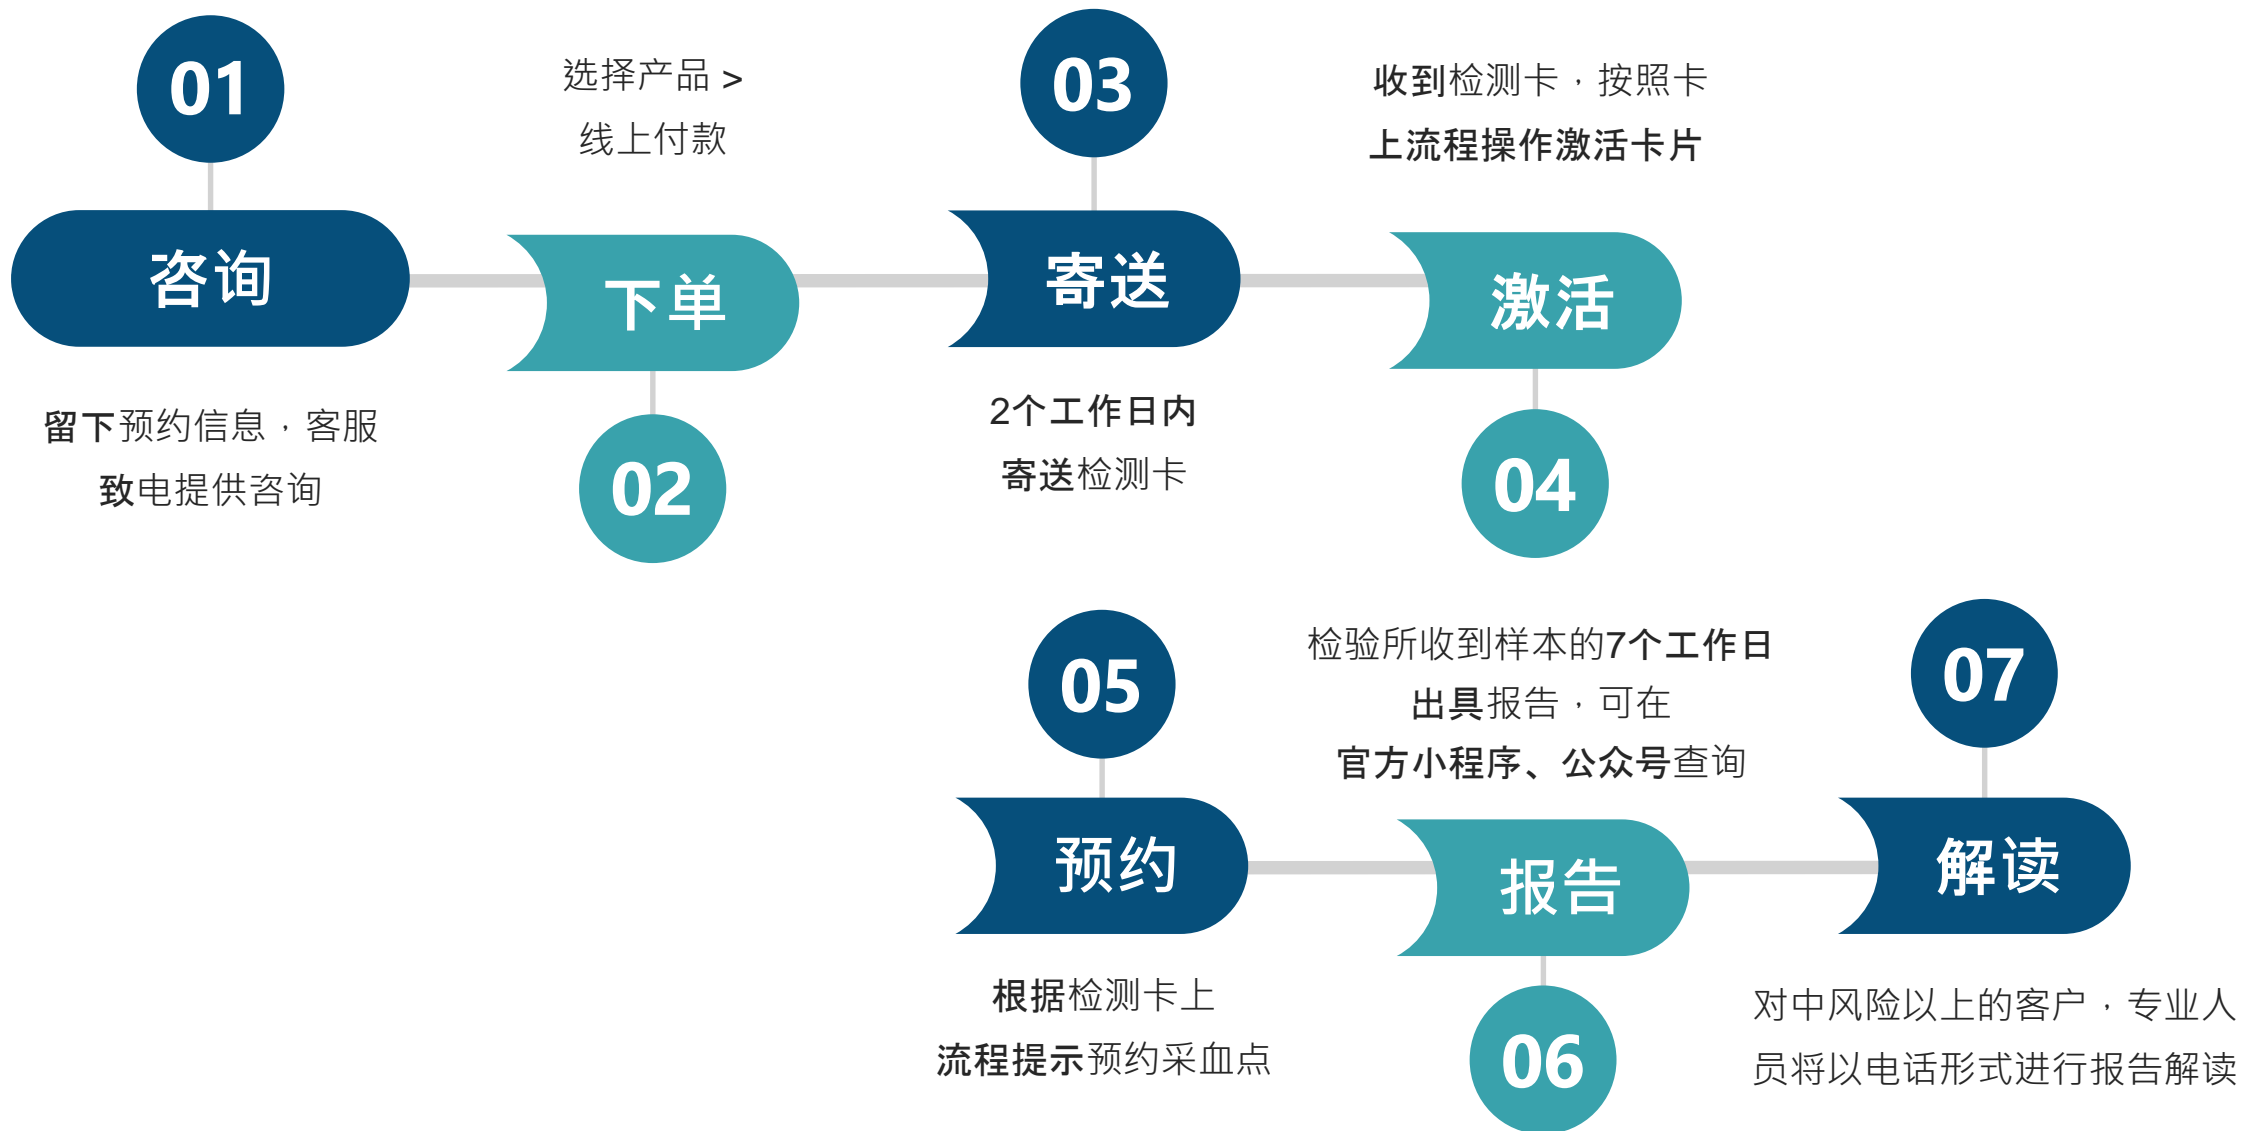 01
咨询
留下预约信息，客服
致电提供咨询
选择产品 >
线上付款
下单
02
03
寄送
2个工作日内
寄送检测卡
收到检测卡，按照卡
上流程操作激活卡片
激活
04
05
预约
根据检测卡上
流程提示预约采血点
检验所收到样本的7个工作日
出具报告，可在
官方小程序、公众号查询
报告
06
07
解读
对中风险以上的客户，专业人
员将以电话形式进行报告解读